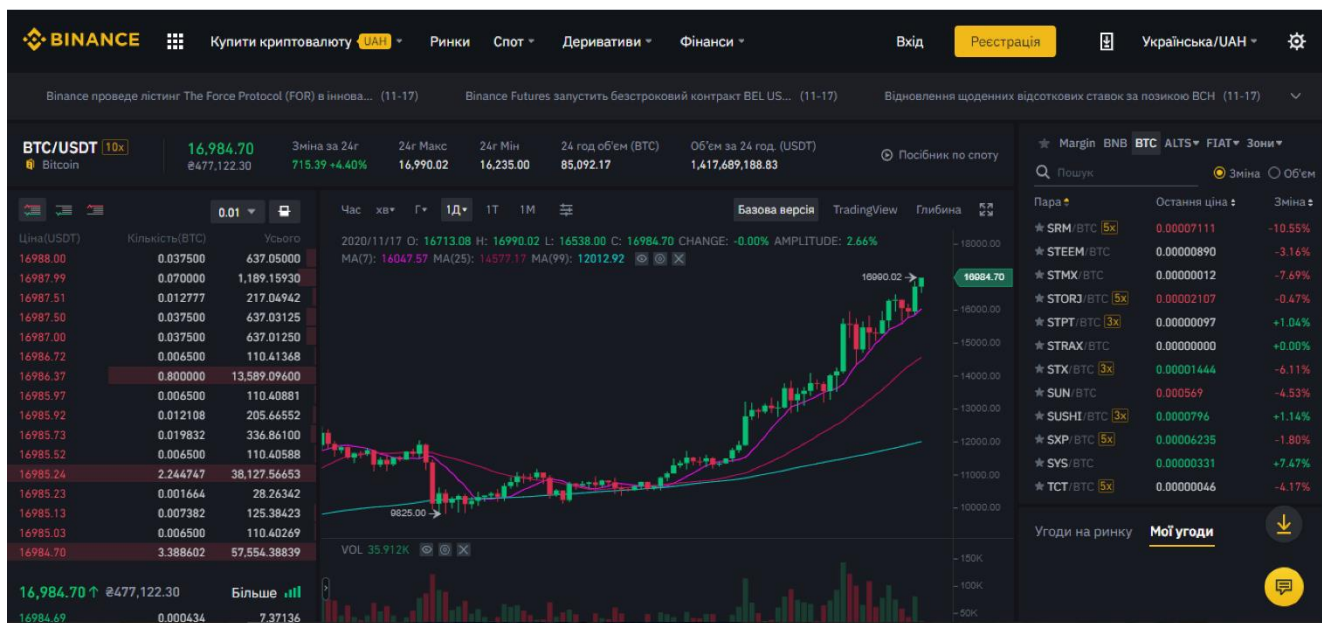 BINANCE Купити криптовалюту UAH Ринки Спот Деривативи Фінанси Вхід Реєстрація Українська/UAH
Binance проведе лістинг The Force Protocol (FOR) в іннова... (11-17) Binance Futures запустить безстроковий контракт BEL US... (11-17) Відновлення щоденних відсоткових ставок за позикою BCH (11-17)
BTC/USDT 10x
Bitcoin
16,984.70
₴477,122.30
Зміна за 24г
715.39 +4.40%
24г Макс
16,990.02
24г Мін
16,235.00
24 год об'єм (BTC)
85,092.17
Об'єм за 24 год. (USDT)
1,417,689,188.83
Посібник по споту
0.01
Ціна(USDT) Кількість(BTC) Усього
16988.00 0.037500 637.05000
16987.99 0.070000 1,189.15930
16987.51 0.012777 217.04942
16987.50 0.037500 637.03125
16987.00 0.037500 637.01250
16986.72 0.006500 110.41368
16986.37 0.800000 13,589.09600
16985.97 0.006500 110.40881
16985.92 0.012108 205.66552
16985.73 0.019832 336.86100
16985.52 0.006500 110.40588
16985.24 2.244747 38,127.56653
16985.23 0.001664 28.26342
16985.13 0.007382 125.38423
16985.03 0.006500 110.40269
16984.70 3.388602 57,554.38839
16,984.70↑ ₴477,122.30 Більше
16984.69 0.000434 7.37136
Час хв Г 1Д 1Т 1М Базова версія TradingView Глибина
2020/11/17 O: 16713.08 H: 16990.02 L: 16538.00 C: 16984.70 CHANGE: -0.00% AMPLITUDE: 2.66%
MA(7): 16047.57 MA(25): 14577.17 MA(99): 12012.92
18000.00
16990.02
16984.70
16000.00
15000.00
14000.00
13000.00
12000.00
11000.00
10000.00
9825.00
VOL 35.912K
150K
100K
50K
Margin BNB BTC ALTS FIAT Зони
Пошук Зміна Об'єм
Пара Остання ціна Зміна
SRM/BTC 5x 0.00007111 -10.55%
STEEM/BTC 0.00000890 -3.16%
STMX/BTC 0.00000012 -7.69%
STORJ/BTC 5x 0.00002107 -0.47%
STPT/BTC 3x 0.00000097 +1.04%
STRAX/BTC 0.00000000 +0.00%
STX/BTC 3x 0.00001444 -6.11%
SUN/BTC 0.000569 -4.53%
SUSHI/BTC 3x 0.0000796 +1.14%
SXP/BTC 5x 0.00006235 -1.80%
SYS/BTC 0.00000331 +7.47%
TCT/BTC 5x 0.00000046 -4.17%
Угоди на ринку Мої угоди